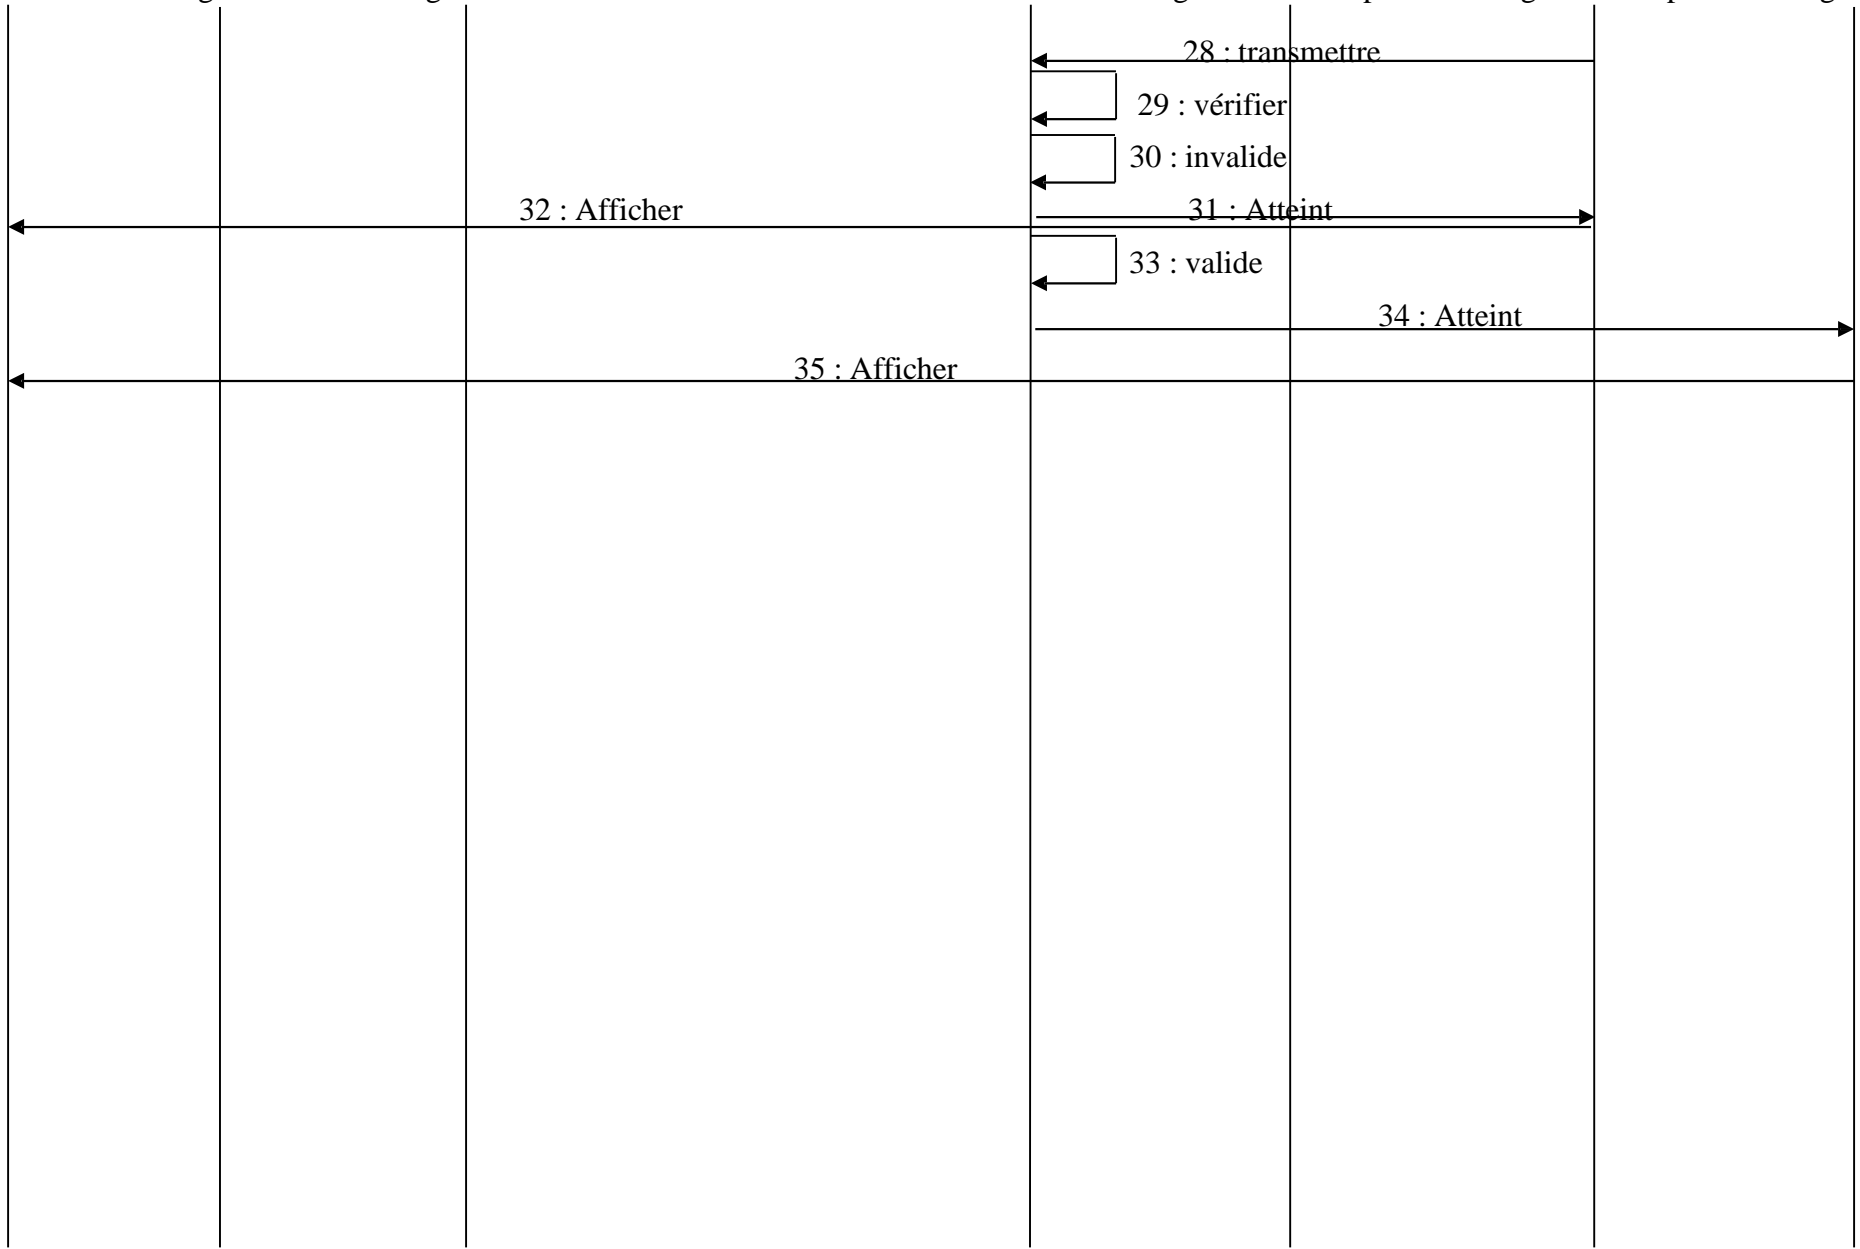 28 : transmettre
29 : vérifier
30 : invalide
32 : Afficher
31 : Atteint
33 : valide
34 : Atteint
35 : Afficher